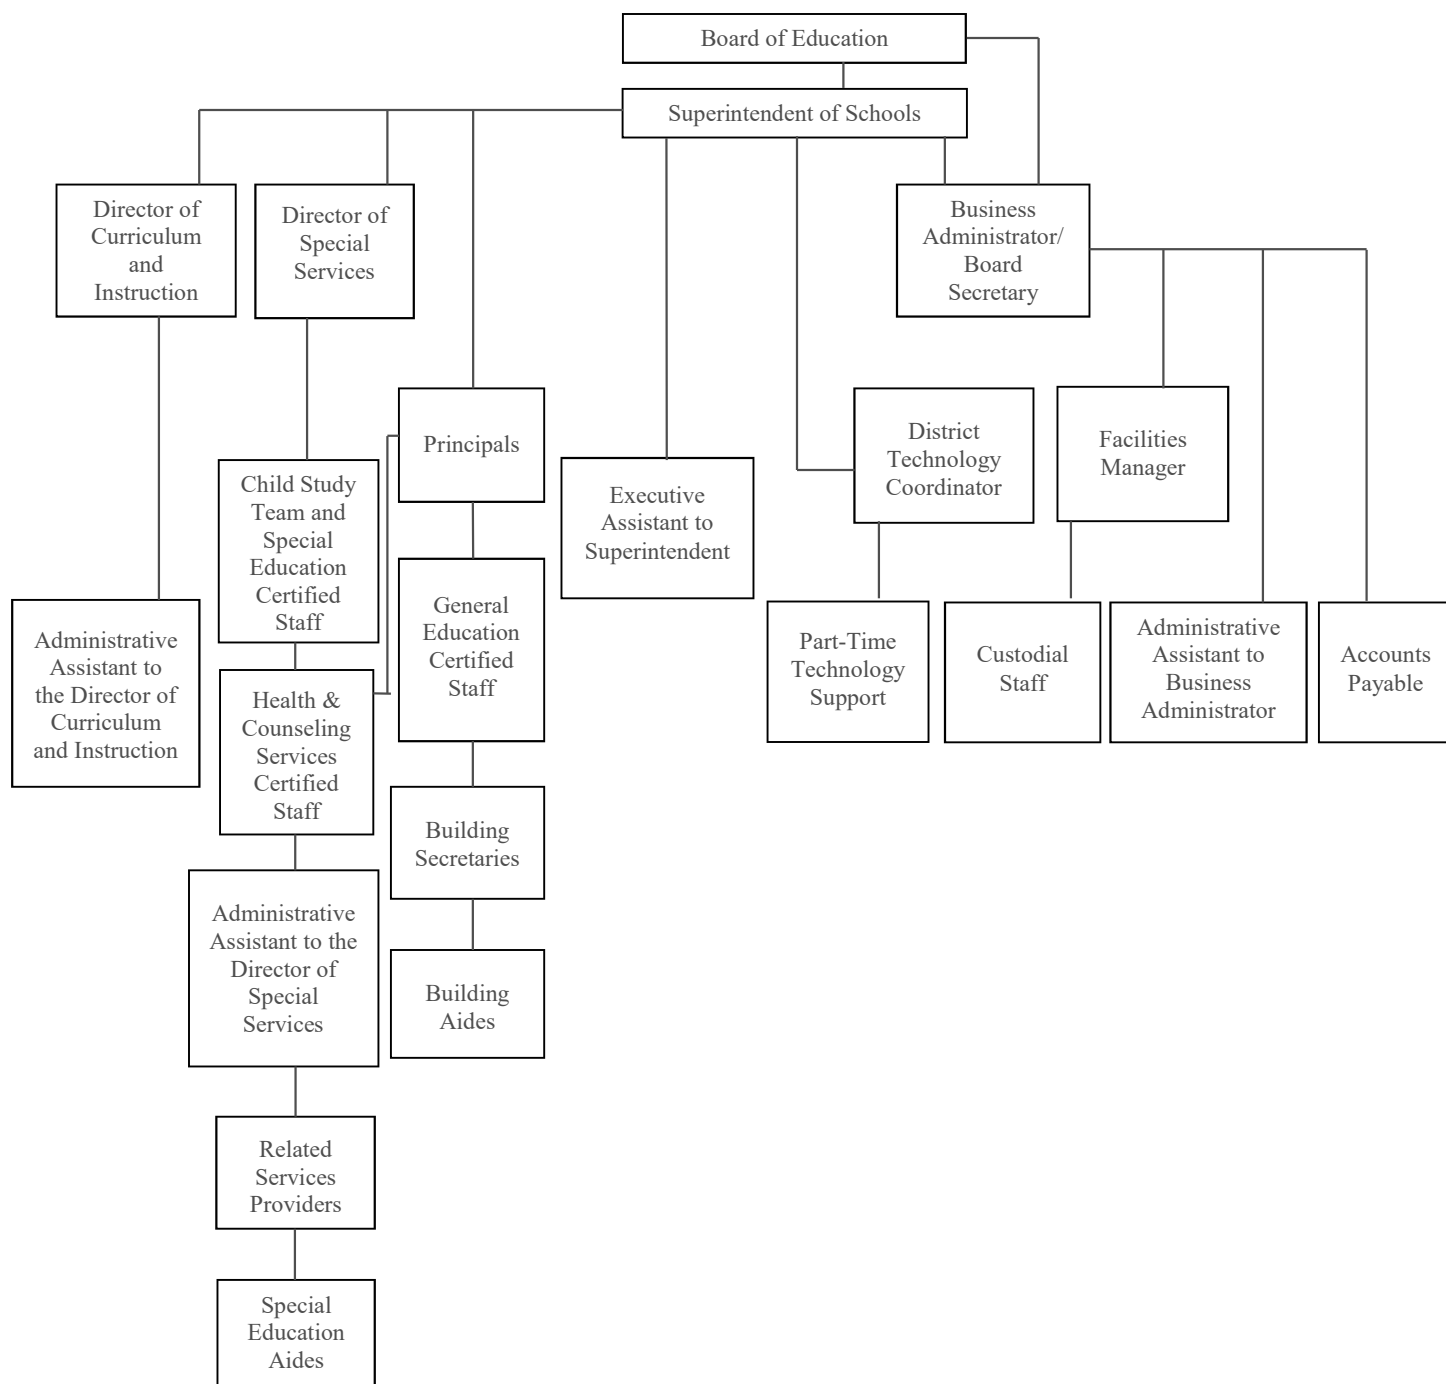 Board of Education
Superintendent of Schools
Director of
Curriculum
and
Instruction
Director of
Special
Services
Business
Administrator/
Board
Secretary
Principals
District
Technology
Coordinator
Facilities
Manager
Child Study
Team and
Special
Education
Certified
Staff
Executive
Assistant to
Superintendent
General
Education
Certified
Staff
Administrative
Assistant to
the Director of
Curriculum
and Instruction
Part-Time
Technology
Support
Custodial
Staff
Administrative
Assistant to
Business
Administrator
Accounts
Payable
Health &
Counseling
Services
Certified
Staff
Building
Secretaries
Administrative
Assistant to the
Director of
Special
Services
Building
Aides
Related
Services
Providers
Special
Education
Aides